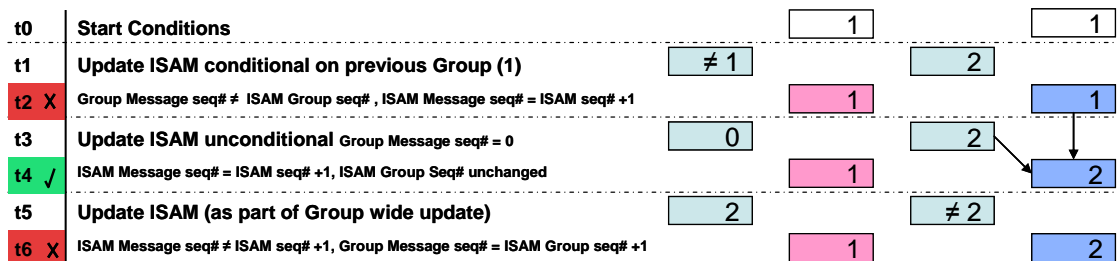 t0 Start Conditions 1 1
t1 Update ISAM conditional on previous Group (1) ≠ 1 2
t2 X Group Message seq# ≠ ISAM Group seq# , ISAM Message seq# = ISAM seq# +1 1 1
t3 Update ISAM unconditional Group Message seq# = 0 0 2
t4 √ ISAM Message seq# = ISAM seq# +1, ISAM Group Seq# unchanged 1 2
t5 Update ISAM (as part of Group wide update) 2 ≠ 2
t6 X ISAM Message seq# ≠ ISAM seq# +1, Group Message seq# = ISAM Group seq# +1 1 2